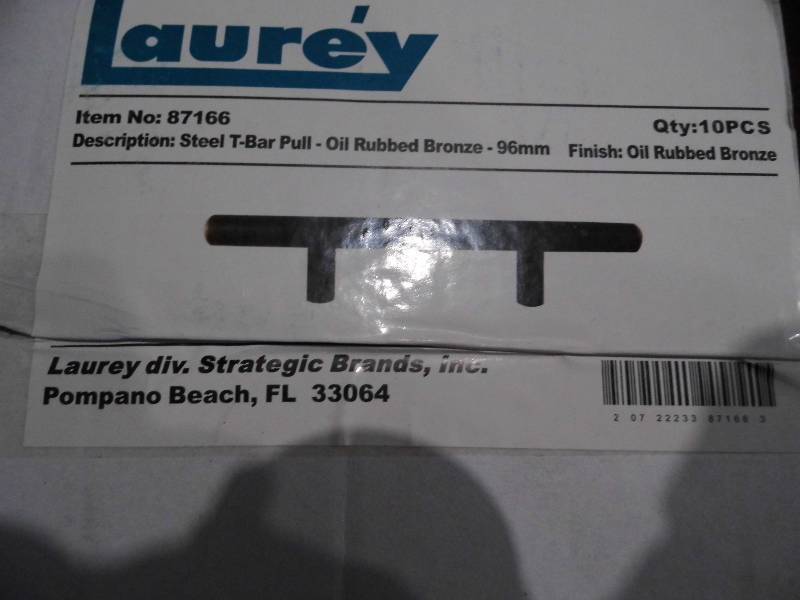 Laurey
Item No: 87166
Qty:10PCS
Description: Steel T-Bar Pull - Oil Rubbed Bronze - 96mm Finish: Oil Rubbed Bronze
Laurey div. Strategic Brands, inc.
Pompano Beach, FL 33064
2 07 22233 87166 3